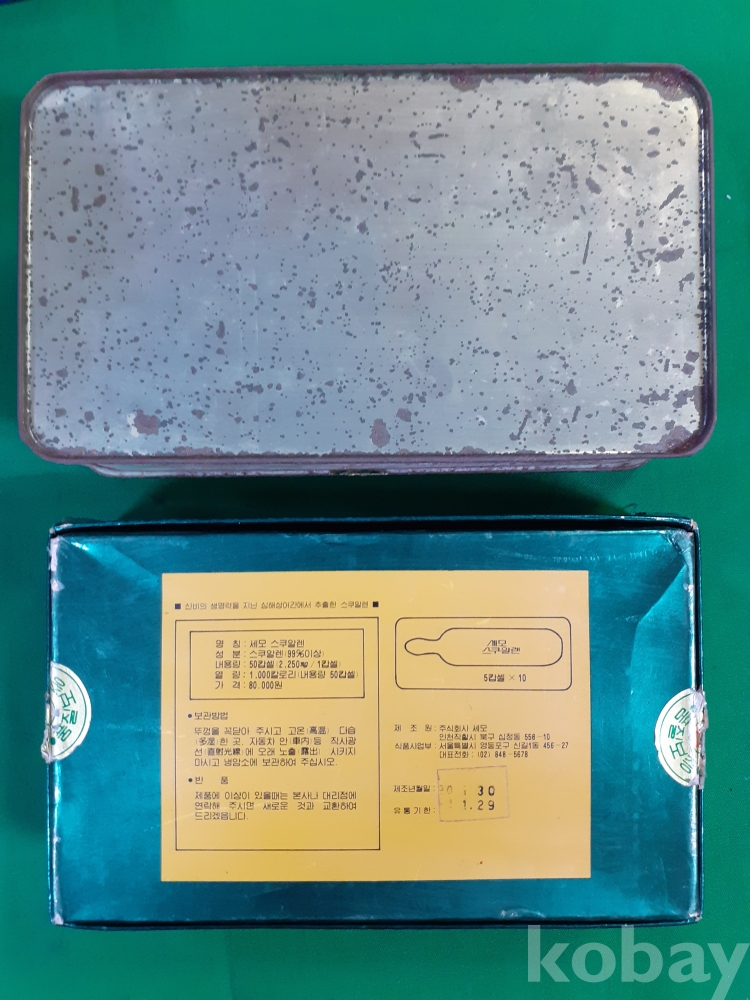 ■ 신비의 생명력을 지닌 심해상어간에서 추출한 스쿠알렌 ■
명 칭 : 세모 스쿠알렌
성 분 : 스쿠알렌(99%이상)
내용량 : 50캡셀(2,250㎎/1캡셀)
열 량 : 1,000칼로리(내용량 50캡셀)
가 격 : 80,000원
● 보관방법
뚜껑을 꼭닫아 주시고 고온(高温) 다습
(多湿)한 곳, 자동차 안(車内)등 직사광
선(直射光線)에 오래 노출(露出) 시키지
마시고 냉암소에 보관하여 주십시오.
● 반 품
제품에 이상이 있을때는 본사나 대리점에
연락해 주시면 새로운 것과 교환하여
드리겠읍니다.
세모
스쿠알렌
5캡셀 × 10
제 조 원 : 주식회사 세모
인천직할시 북구 십정동 558-10
식품사업부 : 서울특별시 영등포구 신길1동 456-27
대표전화 : (02) 848-5678
제조년월일 : 30
유통기한 : 1.29
kobay